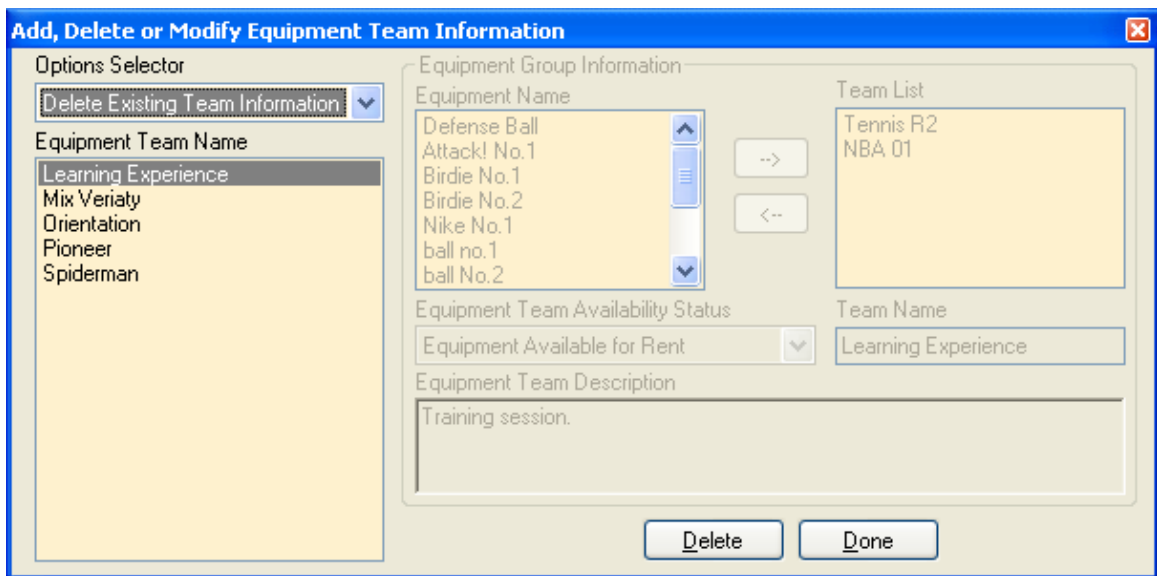 Add, Delete or Modify Equipment Team Information
Options Selector
Delete Existing Team Information
Equipment Team Name
Learning Experience
Mix Veriaty
Orientation
Pioneer
Spiderman
Equipment Group Information
Equipment Name
Defense Ball
Attack! No.1
Birdie No.1
Birdie No.2
Nike No.1
ball no.1
ball No.2
-->
<--
Team List
Tennis R2
NBA 01
Equipment Team Availability Status
Equipment Available for Rent
Team Name
Learning Experience
Equipment Team Description
Training session.
Delete
Done